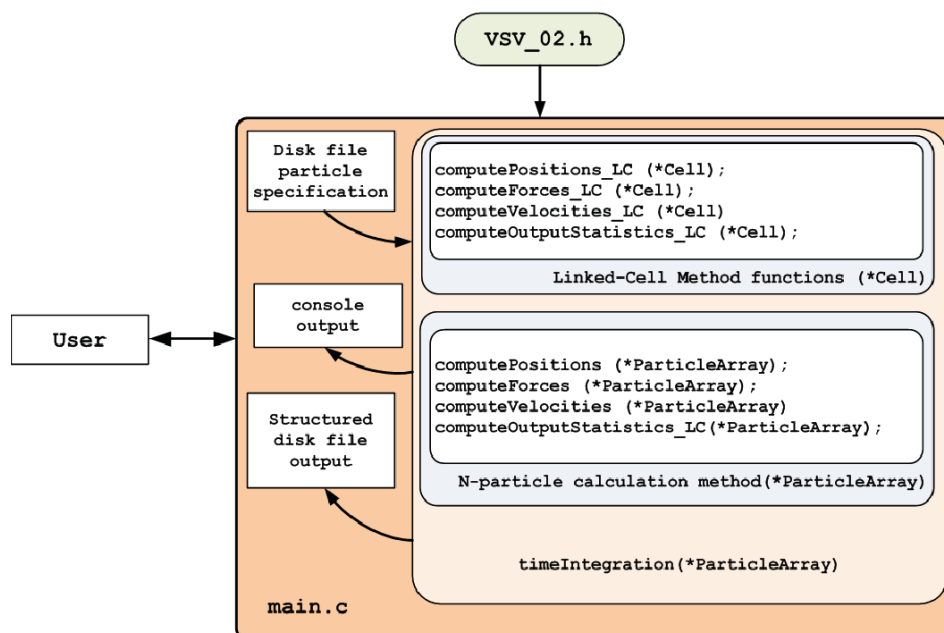 VSV_02.h
Disk file
particle
specification
computePositions_LC (*Cell);
computeForces_LC (*Cell);
computeVelocities_LC (*Cell)
computeOutputStatistics_LC (*Cell);
Linked-Cell Method functions (*Cell)
console
output
User
computePositions (*ParticleArray);
computeForces (*ParticleArray);
computeVelocities (*ParticleArray)
computeOutputStatistics_LC(*ParticleArray);
Structured
disk file
output
N-particle calculation method(*ParticleArray)
timeIntegration(*ParticleArray)
main.c